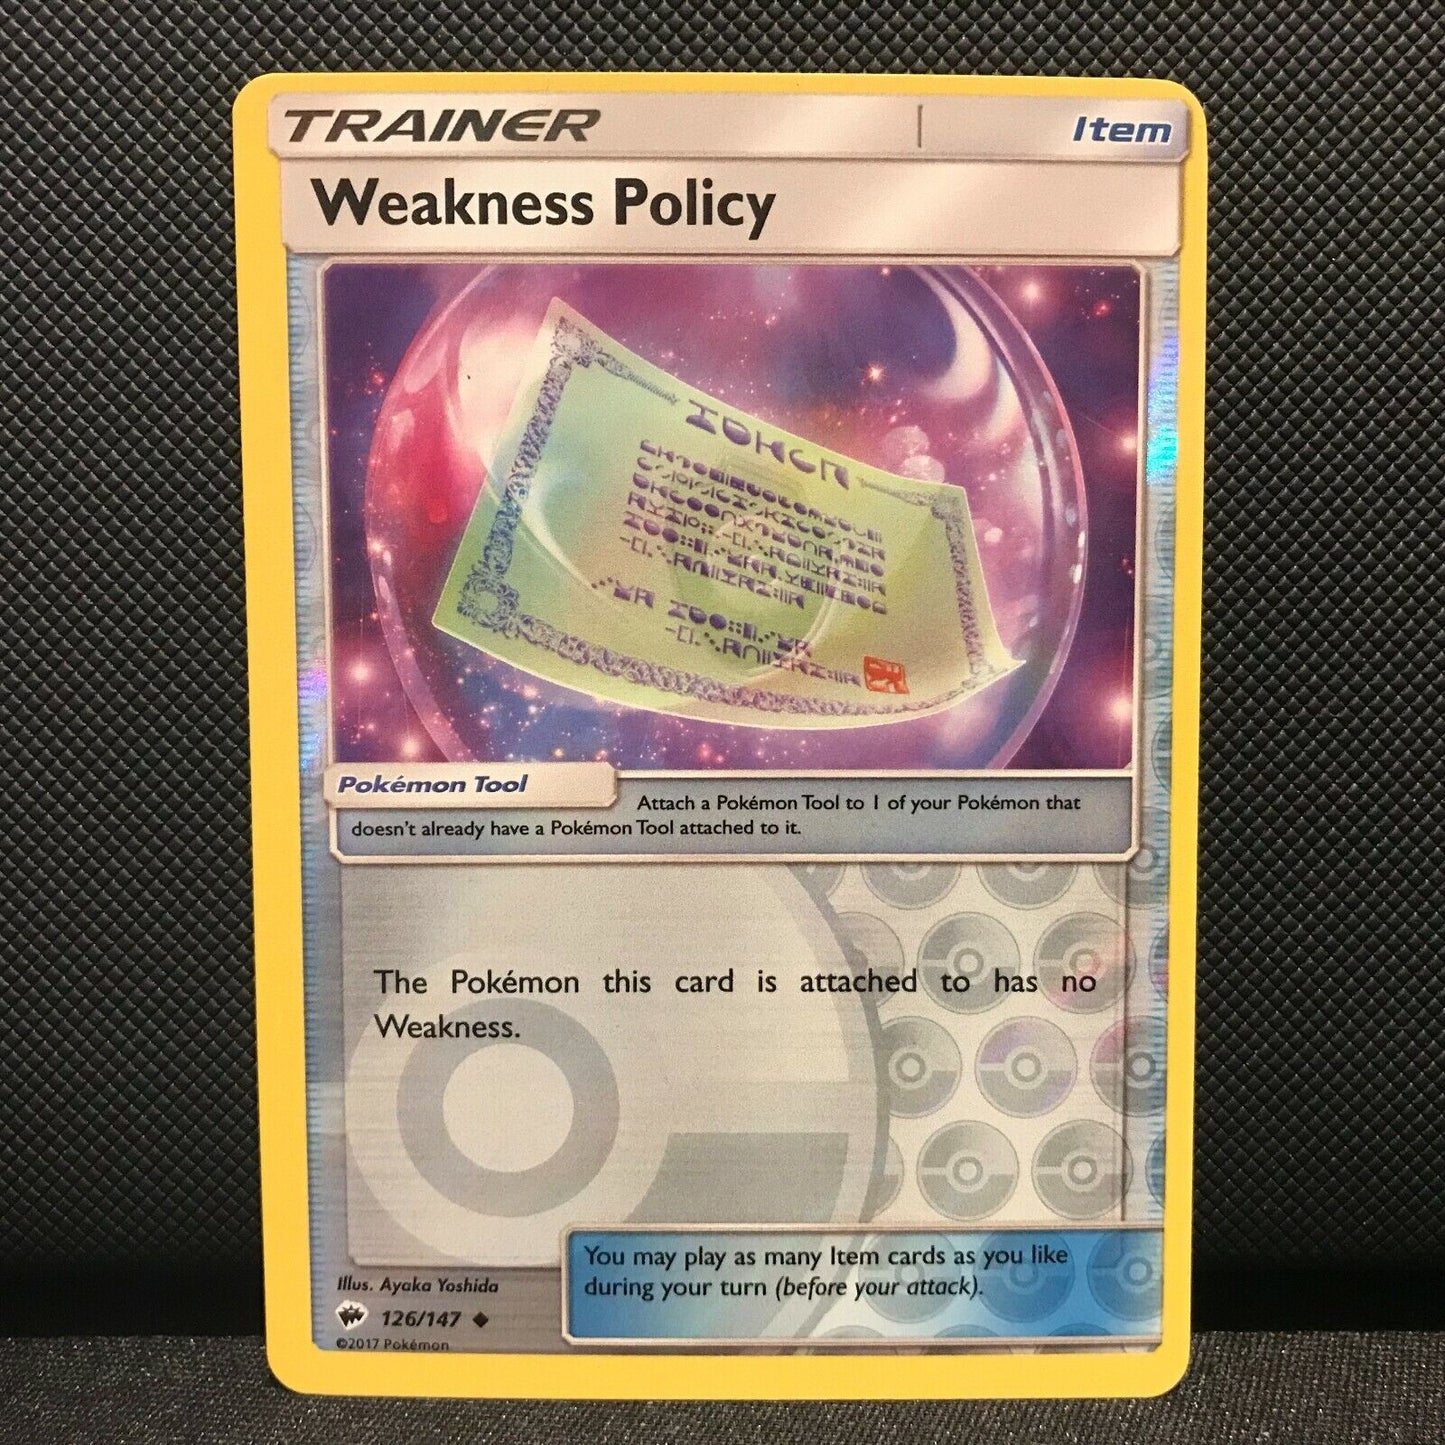 TRAINER
Item
Weakness Policy
Pokémon Tool
Attach a Pokémon Tool to 1 of your Pokémon that
doesn't already have a Pokémon Tool attached to it.
The Pokémon this card is attached to has no
Weakness.
You may play as many Item cards as you like
during your turn (before your attack).
Illus. Ayaka Yoshida
126/147
©2017 Pokémon